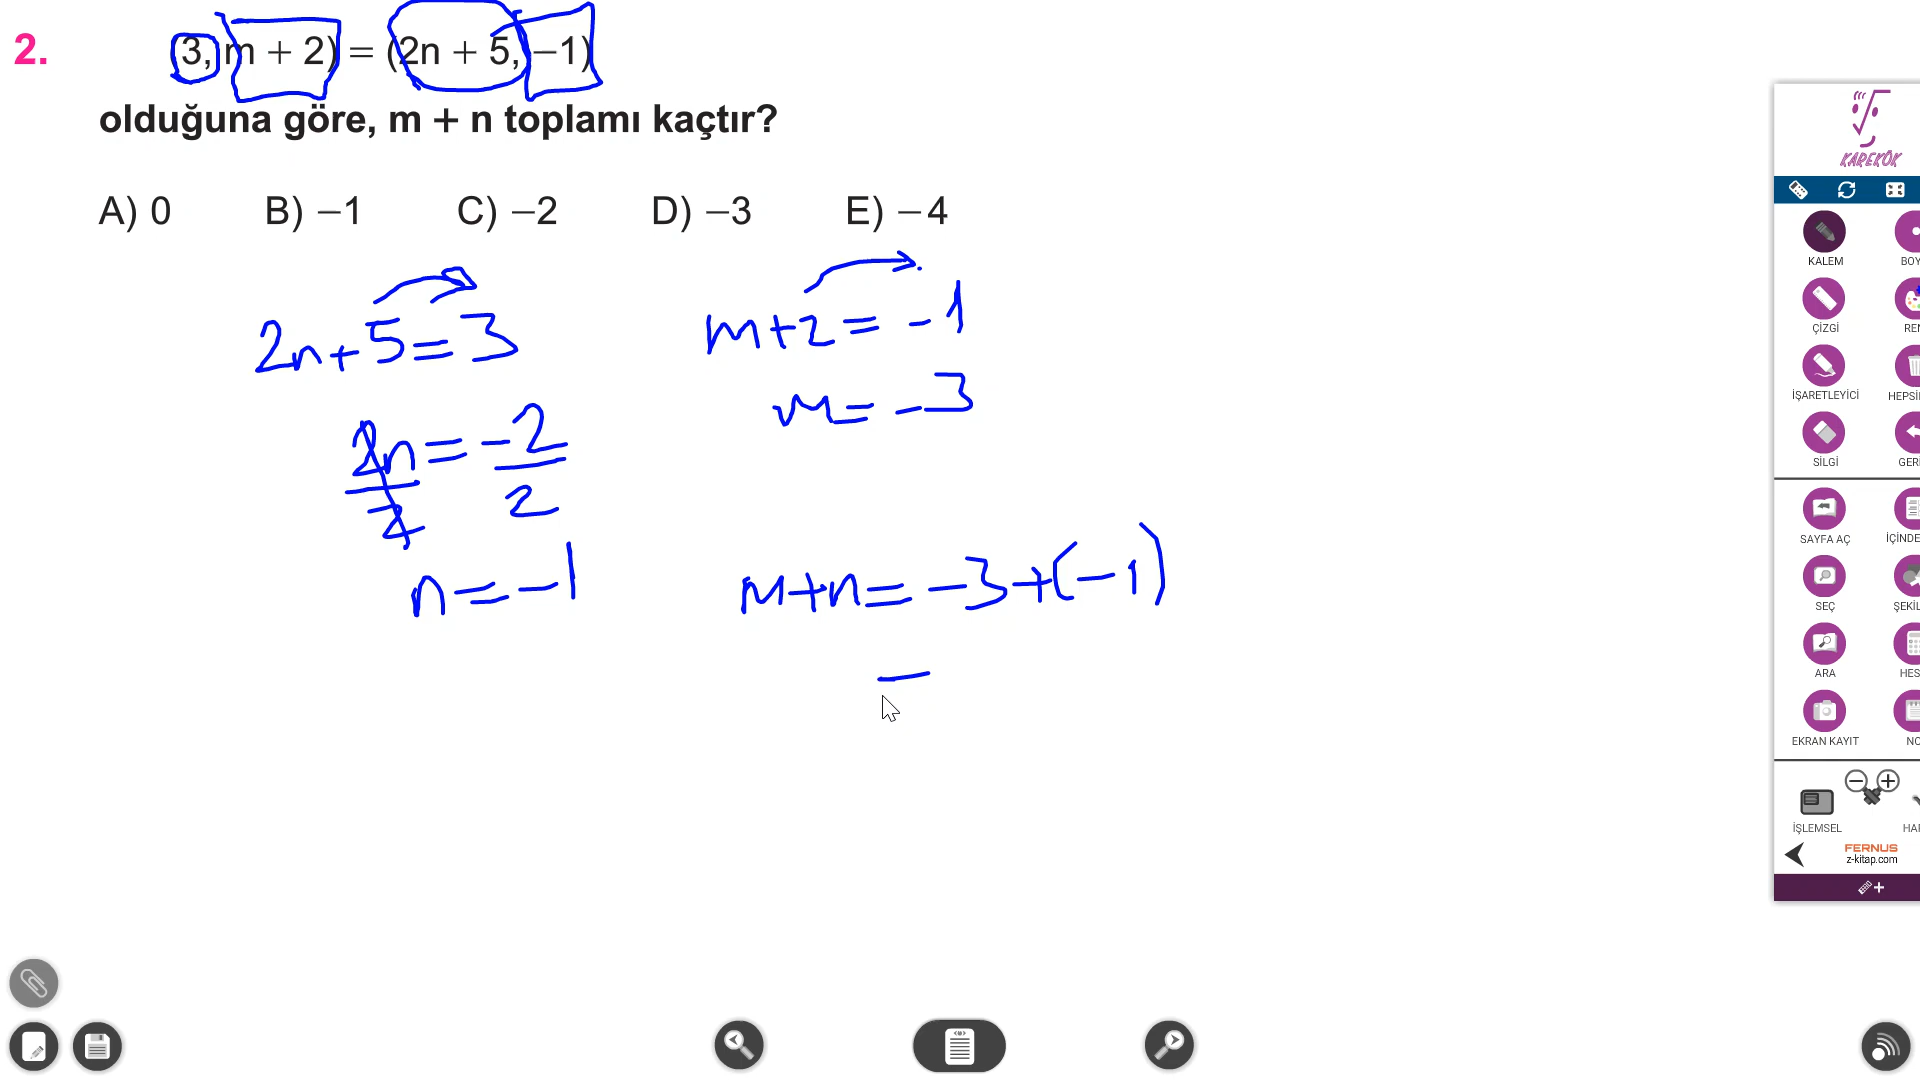 2. (3, m + 2) = (2n + 5, −1)
olduğuna göre, m + n toplamı kaçtır?
A) 0 B) −1 C) −2 D) −3 E) −4
2n+5=3
m+2=-1
m=-3
2n=-2
2 2
n=-1
m+n=-3+(-1)
KAREKÖK
KALEM
ÇİZGİ
İŞARETLEYİCİ
SİLGİ
SAYFA AÇ
SEÇ
ARA
EKRAN KAYIT
İŞLEMSEL
FERNUS
z-kitap.com